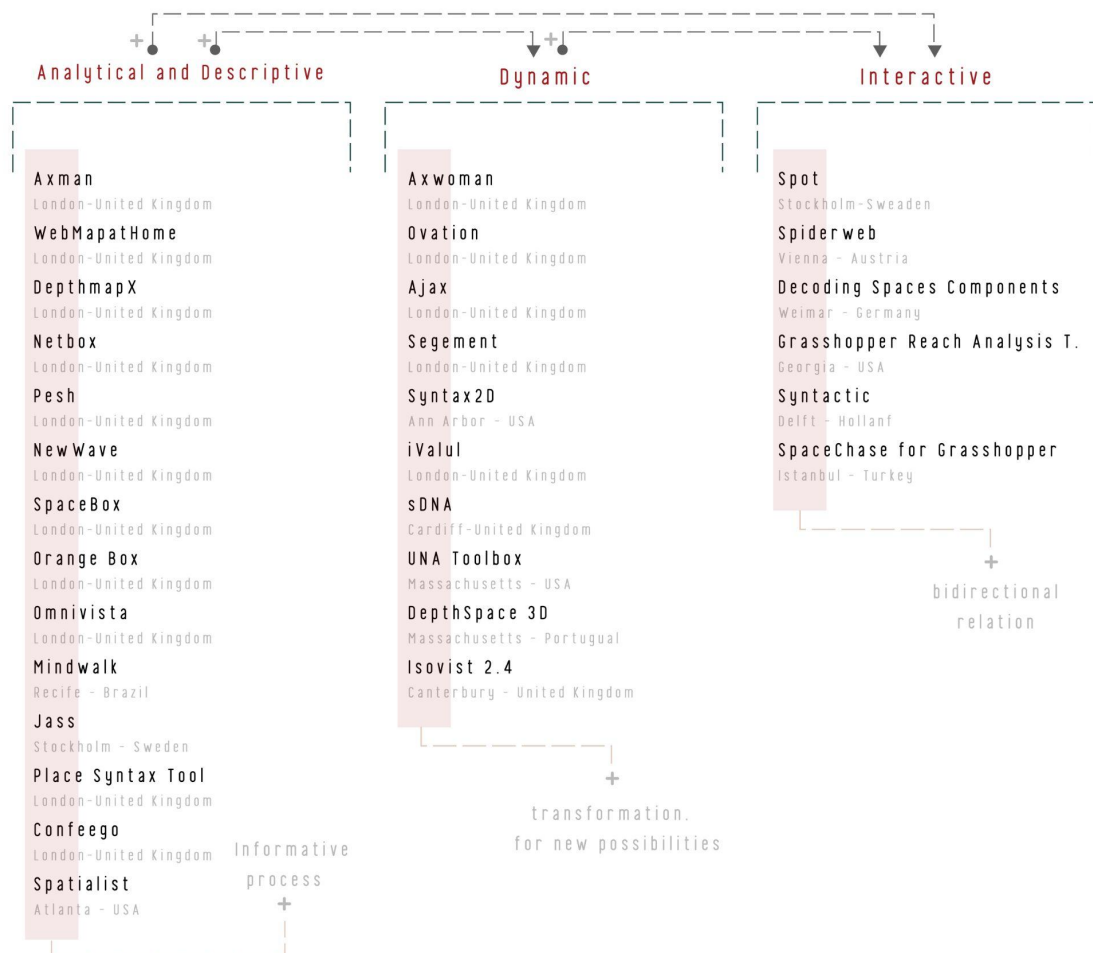 Analytical and Descriptive
Axman
London-United Kingdom
WebMapatHome
London-United Kingdom
DepthmapX
London-United Kingdom
Netbox
London-United Kingdom
Pesh
London-United Kingdom
NewWave
London-United Kingdom
SpaceBox
London-United Kingdom
Orange Box
London-United Kingdom
Omnivista
London-United Kingdom
Mindwalk
Recife - Brazil
Jass
Stockholm - Sweden
Place Syntax Tool
London-United Kingdom
Confeego
London-United Kingdom
Spatialist
Atlanta - USA
Informative
process
Dynamic
Axwoman
London-United Kingdom
Ovation
London-United Kingdom
Ajax
London-United Kingdom
Segement
London-United Kingdom
Syntax2D
Ann Arbor - USA
iValul
London-United Kingdom
sDNA
Cardiff-United Kingdom
UNA Toolbox
Massachusetts - USA
DepthSpace 3D
Massachusetts - Portugual
Isovist 2.4
Canterbury - United Kingdom
transformation.
for new possibilities
Interactive
Spot
Stockholm-Sweaden
Spiderweb
Vienna - Austria
Decoding Spaces Components
Weimar - Germany
Grasshopper Reach Analysis T.
Georgia - USA
Syntactic
Delft - Hollanf
SpaceChase for Grasshopper
Istanbul - Turkey
bidirectional
relation